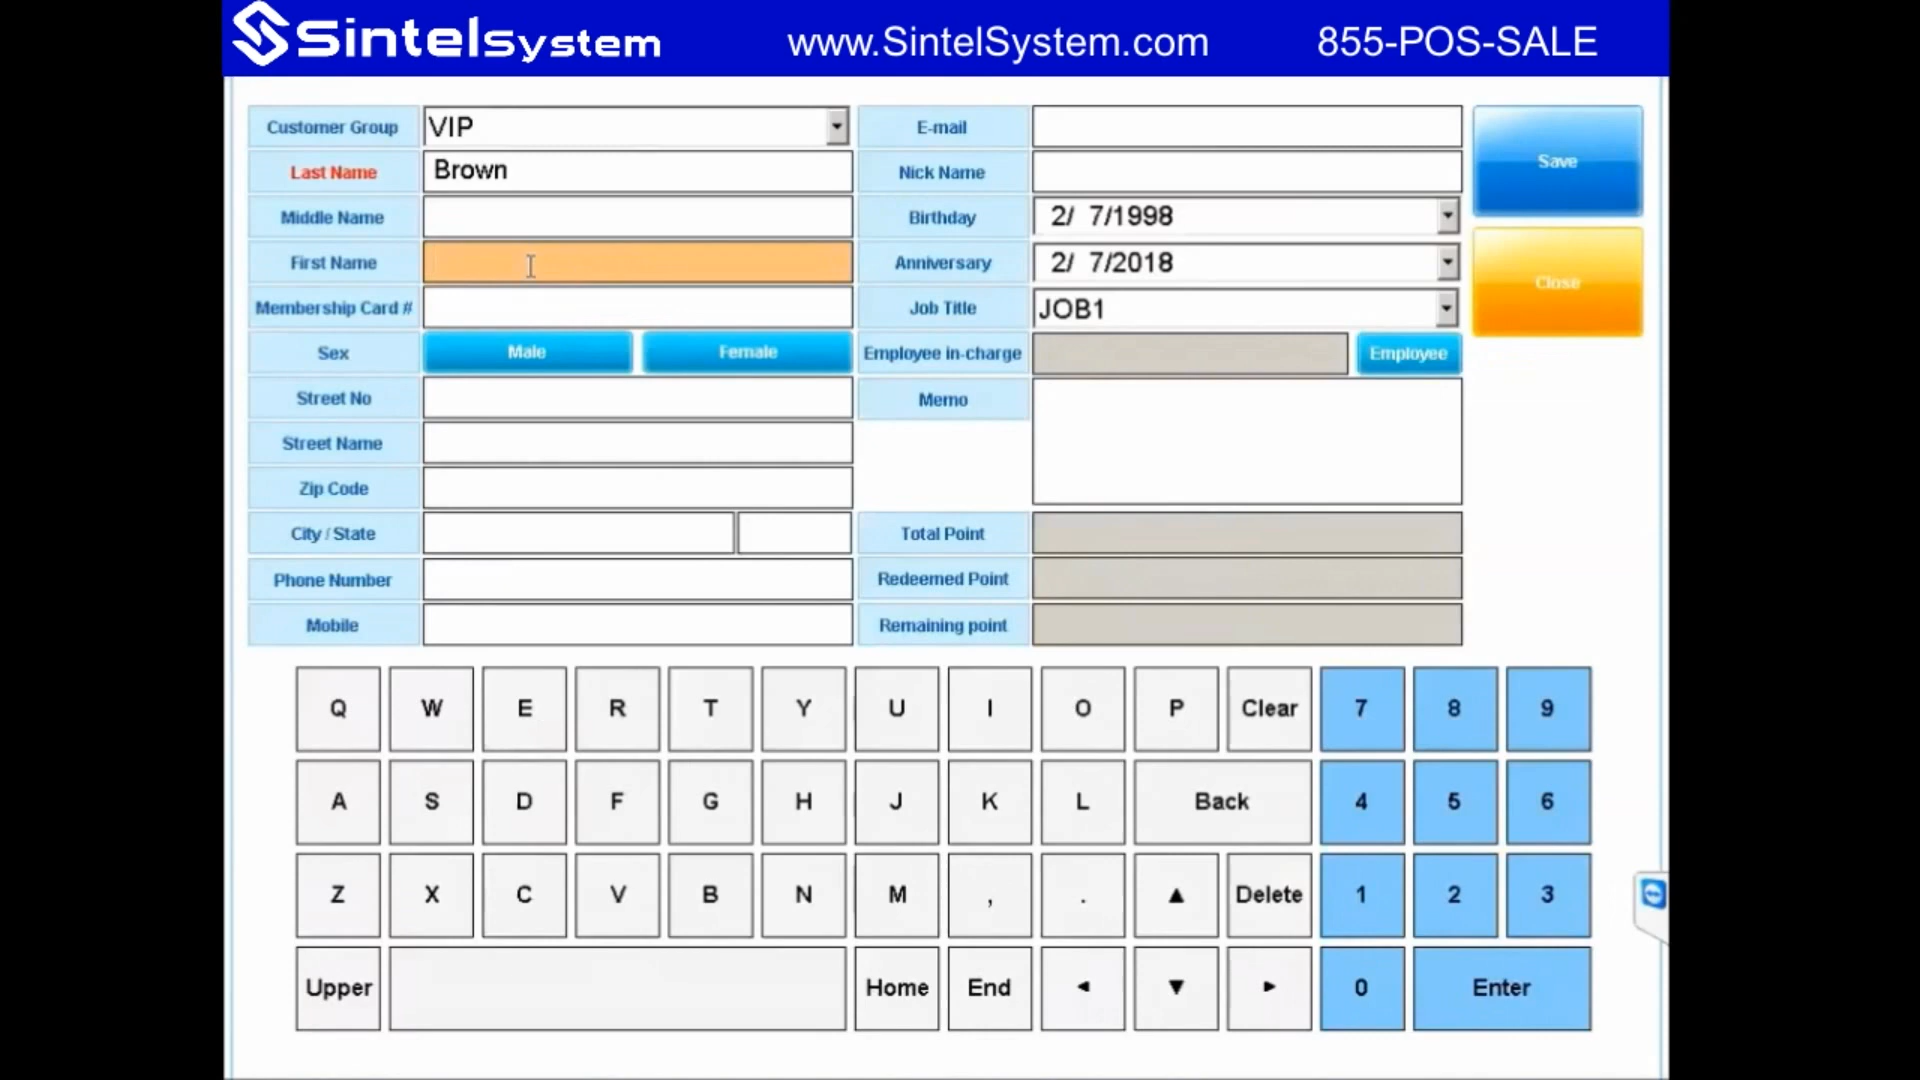 Sintelsystem www.SintelSystem.com 855-POS-SALE
Customer Group VIP E-mail Save
Last Name Brown Nick Name
Middle Name Birthday 2/ 7/1998
First Name Anniversary 2/ 7/2018 Close
Membership Card # Job Title JOB1
Sex Male Female Employee in-charge Employee
Street No Memo
Street Name
Zip Code
City / State Total Point
Phone Number Redeemed Point
Mobile Remaining point
Q W E R T Y U I O P Clear 7 8 9
A S D F G H J K L Back 4 5 6
Z X C V B N M , . ▲ Delete 1 2 3
Upper Home End ◄ ▼ ► 0 Enter